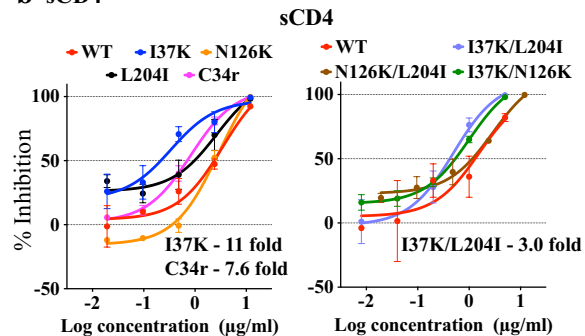 b sCD4
sCD4
WT I37K N126K
L204I C34r
WT I37K/L204I
N126K/L204I I37K/N126K
% Inhibition
100
50
0
-50
I37K - 11 fold
C34r - 7.6 fold
-2 -1 0 1
Log concentration (µg/ml)
100
50
0
-50
I37K/L204I - 3.0 fold
-2 -1 0 1
Log concentration (µg/ml)